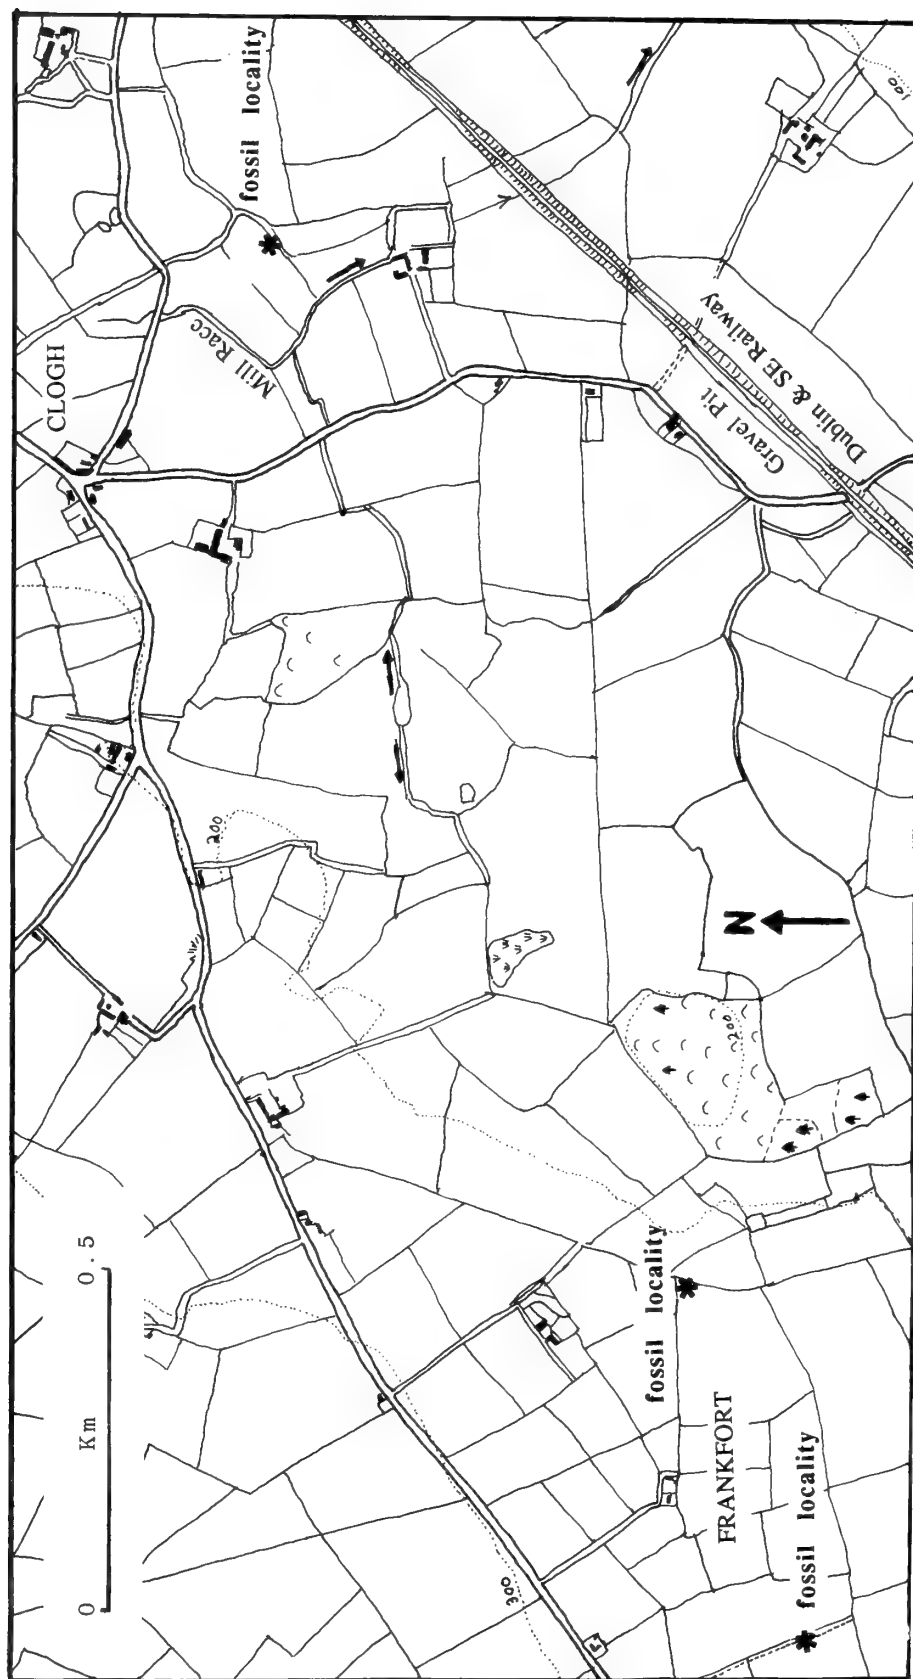 fossil locality
100
CLOGH
Mill Race
Dublin & SE Railway
Gravel Pit
200
N
200
0 Km 0.5
fossil locality
FRANKFORT
fossil locality
300